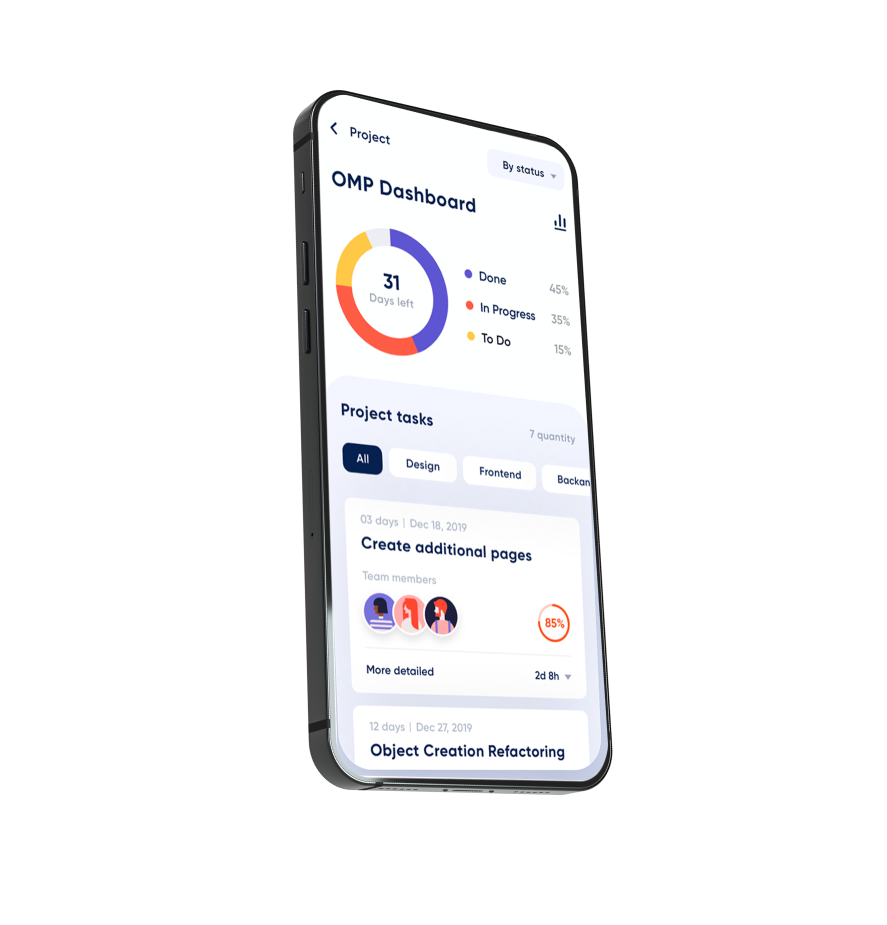 Project
By status
OMP Dashboard
31
Days left
Done 45%
In Progress 35%
To Do 15%
Project tasks
7 quantity
All Design Frontend Backan
03 days | Dec 18, 2019
Create additional pages
Team members
85%
More detailed 2d 8h
12 days | Dec 27, 2019
Object Creation Refactoring